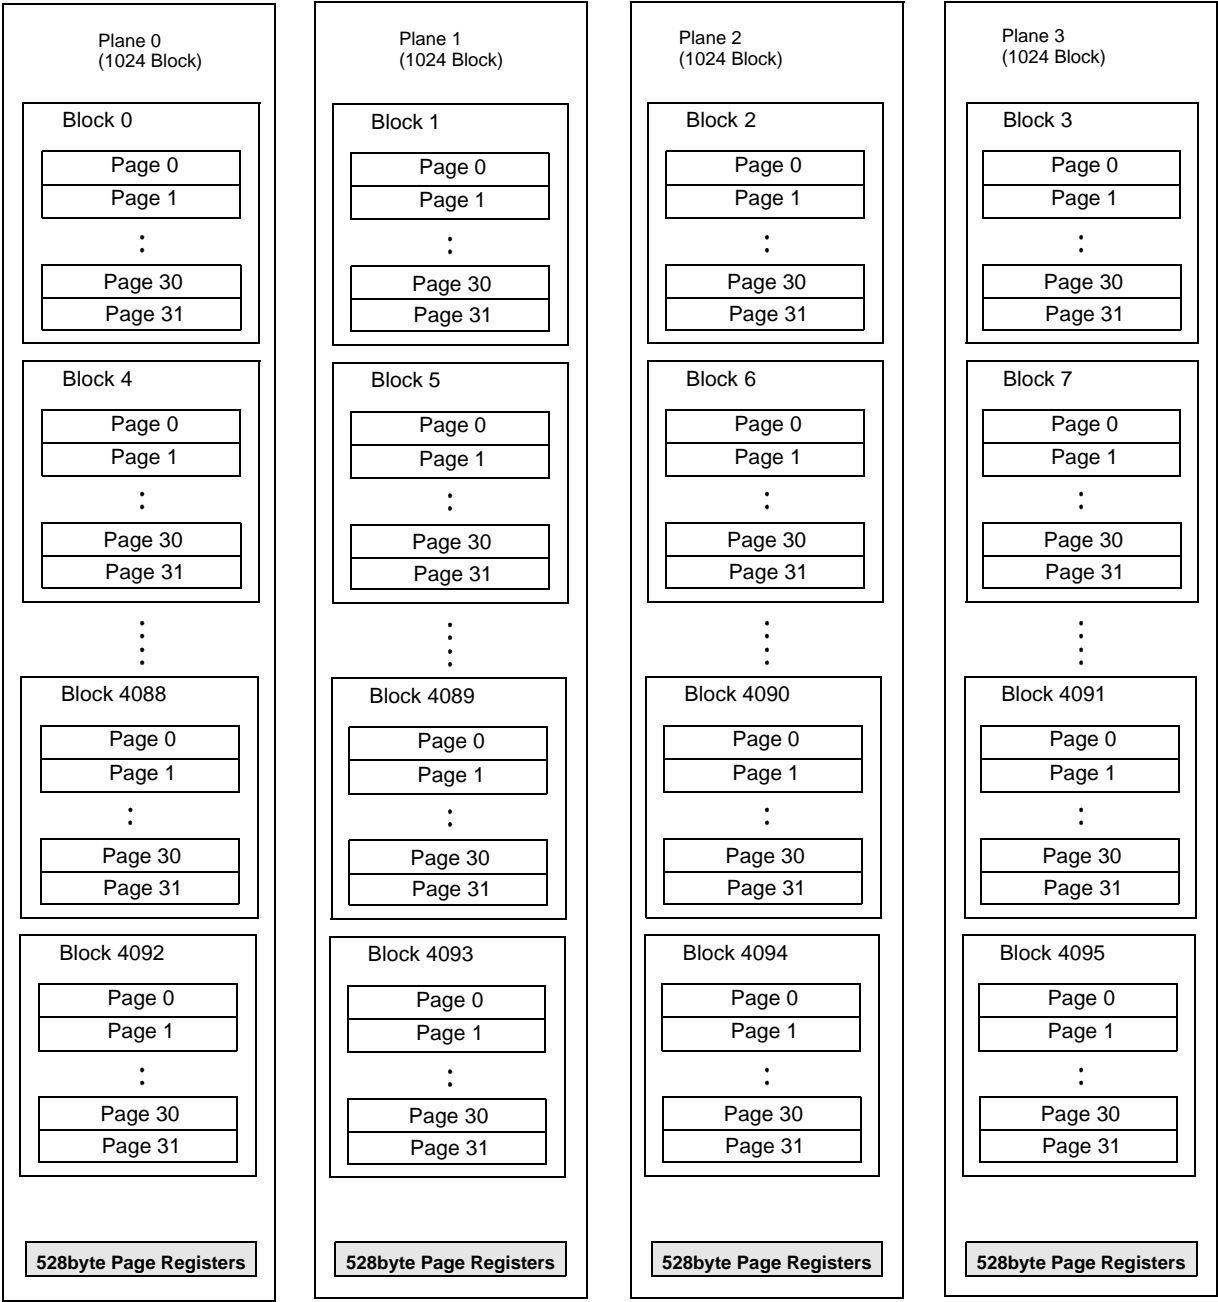 Plane 0
(1024 Block)
Block 0
Page 0
Page 1
:
Page 30
Page 31
Block 4
Page 0
Page 1
:
Page 30
Page 31
Block 4088
Page 0
Page 1
:
Page 30
Page 31
Block 4092
Page 0
Page 1
:
Page 30
Page 31
528byte Page Registers
Plane 1
(1024 Block)
Block 1
Page 0
Page 1
:
Page 30
Page 31
Block 5
Page 0
Page 1
:
Page 30
Page 31
Block 4089
Page 0
Page 1
:
Page 30
Page 31
Block 4093
Page 0
Page 1
:
Page 30
Page 31
528byte Page Registers
Plane 2
(1024 Block)
Block 2
Page 0
Page 1
:
Page 30
Page 31
Block 6
Page 0
Page 1
:
Page 30
Page 31
Block 4090
Page 0
Page 1
:
Page 30
Page 31
Block 4094
Page 0
Page 1
:
Page 30
Page 31
528byte Page Registers
Plane 3
(1024 Block)
Block 3
Page 0
Page 1
:
Page 30
Page 31
Block 7
Page 0
Page 1
:
Page 30
Page 31
Block 4091
Page 0
Page 1
:
Page 30
Page 31
Block 4095
Page 0
Page 1
:
Page 30
Page 31
528byte Page Registers